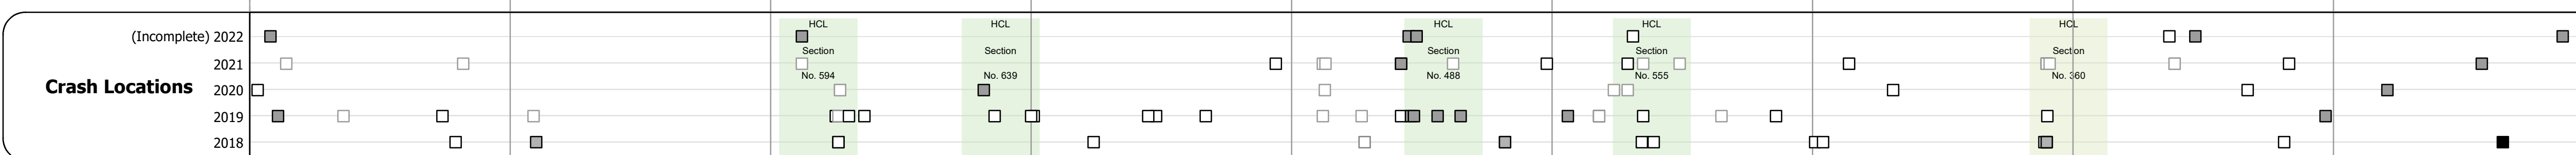 HCL HCL HCL HCL HCL
(Incomplete) 2022
Section Section Section Section Section
2021
No. 594 No. 639 No. 488 No. 555 No. 360
Crash Locations
2020
2019
2018